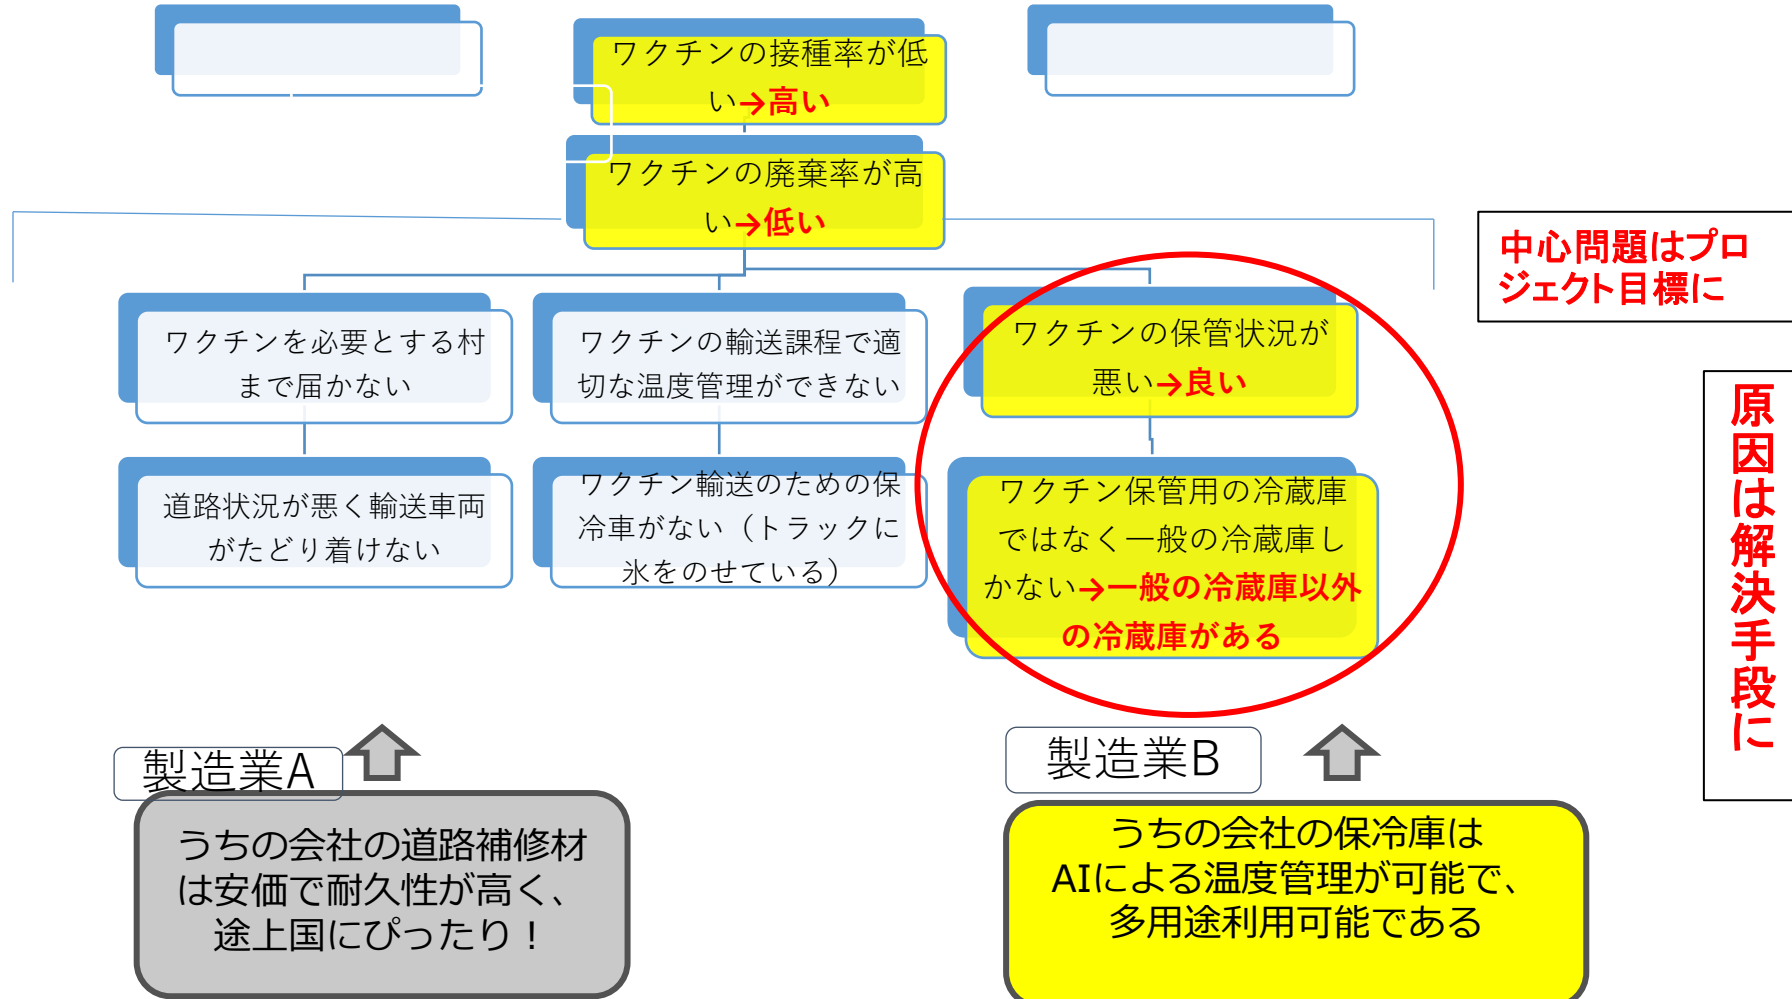 ワクチンの接種率が低
い→高い
ワクチンの廃棄率が高
い→低い
中心問題はプロ
ジェクト目標に
ワクチンを必要とする村
まで届かない
ワクチンの輸送課程で適
切な温度管理ができない
ワクチンの保管状況が
悪い→良い
原因は解決手段に
道路状況が悪く輸送車両
がたどり着けない
ワクチン輸送のための保
冷車がない（トラックに
氷をのせている）
ワクチン保管用の冷蔵庫
ではなく一般の冷蔵庫し
かない→一般の冷蔵庫以外
の冷蔵庫がある
製造業A
うちの会社の道路補修材
は安価で耐久性が高く、
途上国にぴったり！
製造業B
うちの会社の保冷庫は
AIによる温度管理が可能で、
多用途利用可能である